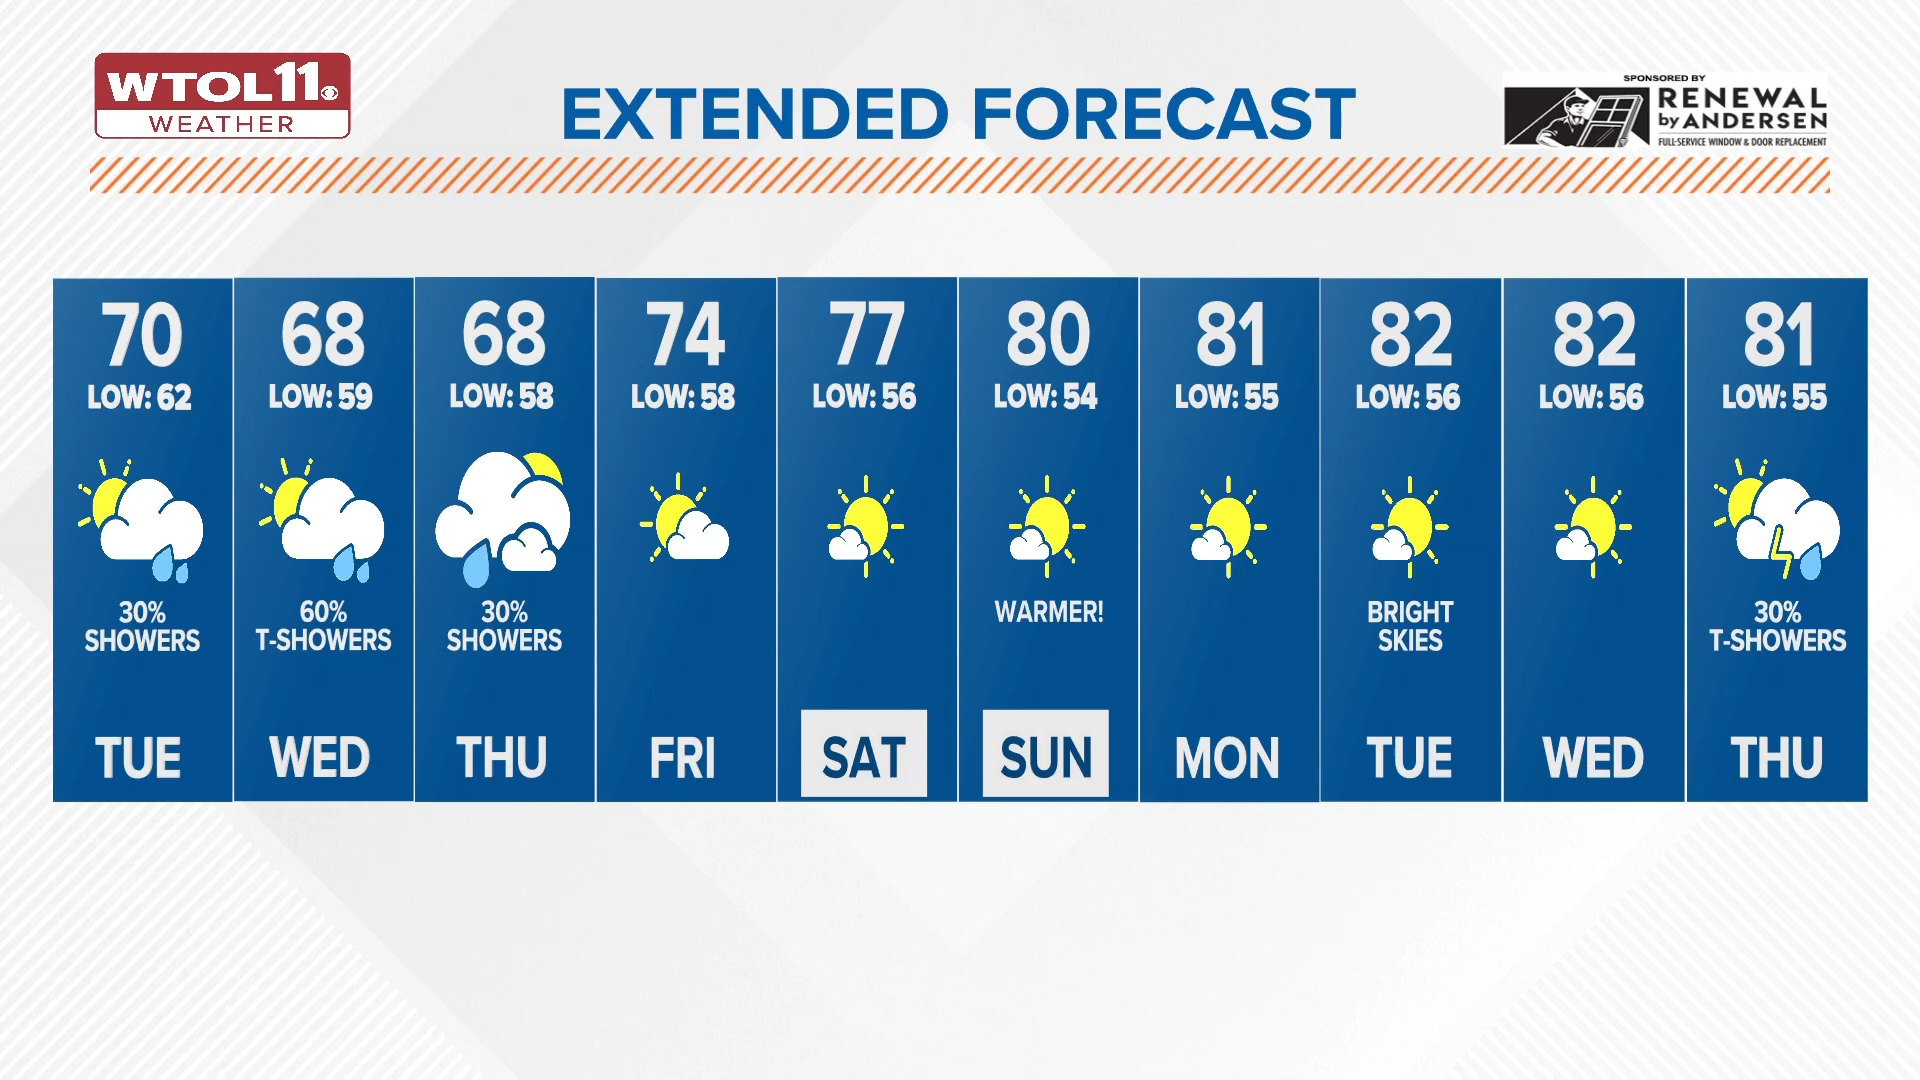 WTOL11
WEATHER
EXTENDED FORECAST
SPONSORED BY
RENEWAL
by ANDERSEN
FULL-SERVICE WINDOW & DOOR REPLACEMENT
70
LOW: 62
30%
SHOWERS
TUE
68
LOW: 59
60%
T-SHOWERS
WED
68
LOW: 58
30%
SHOWERS
THU
74
LOW: 58
FRI
77
LOW: 56
SAT
80
LOW: 54
WARMER!
SUN
81
LOW: 55
MON
82
LOW: 56
BRIGHT
SKIES
TUE
82
LOW: 56
WED
81
LOW: 55
30%
T-SHOWERS
THU